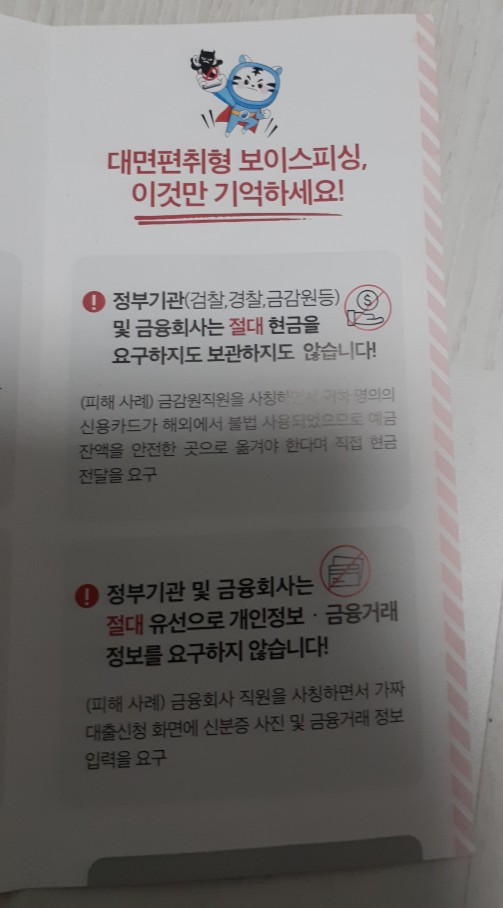 대면편취형 보이스피싱,
이것만 기억하세요!
정부기관(검찰,경찰,금감원등)
및 금융회사는 절대 현금을
요구하지도 보관하지도 않습니다!
(피해 사례) 금감원직원을 사칭하면서 귀하 명의의
신용카드가 해외에서 불법 사용되었으므로 예금
잔액을 안전한 곳으로 옮겨야 한다며 직접 현금
전달을 요구
정부기관 및 금융회사는
절대 유선으로 개인정보 · 금융거래
정보를 요구하지 않습니다!
(피해 사례) 금융회사 직원을 사칭하면서 가짜
대출신청 화면에 신분증 사진 및 금융거래 정보
입력을 요구